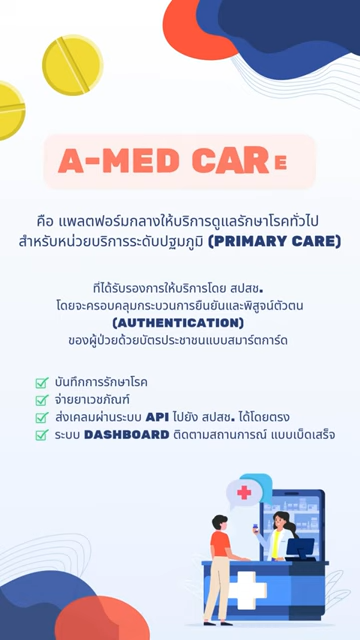 A-MED CARE
คือ แพลตฟอร์มกลางให้บริการดูแลรักษาโรคทั่วไป
สำหรับหน่วยบริการระดับปฐมภูมิ (PRIMARY CARE)
ที่ได้รับรองการให้บริการโดย สปสช.
โดยจะครอบคลุมกระบวนการยืนยันและพิสูจน์ตัวตน
(AUTHENTICATION)
ของผู้ป่วยด้วยบัตรประชาชนแบบสมาร์ตการ์ด
บันทึกการรักษาโรค
จ่ายยาเวชภัณฑ์
ส่งเคลมผ่านระบบ API ไปยัง สปสช. ได้โดยตรง
ระบบ DASHBOARD ติดตามสถานการณ์ แบบเบ็ดเสร็จ